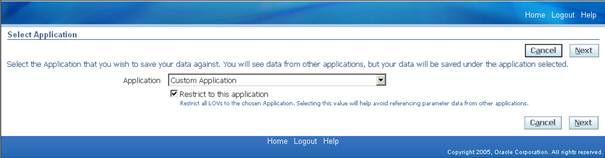 Home Logout Help
Select Application
Cancel Next
Select the Application that you wish to save your data against. You will see data from other applications, but your data will be saved under the application selected.
Application Custom Application
Restrict to this application
Restrict all LOVs to the chosen Application. Selecting this value will help avoid referencing parameter data from other applications.
Cancel Next
Home Logout Help
Copyright 2005, Oracle Corporation. All rights reserved.